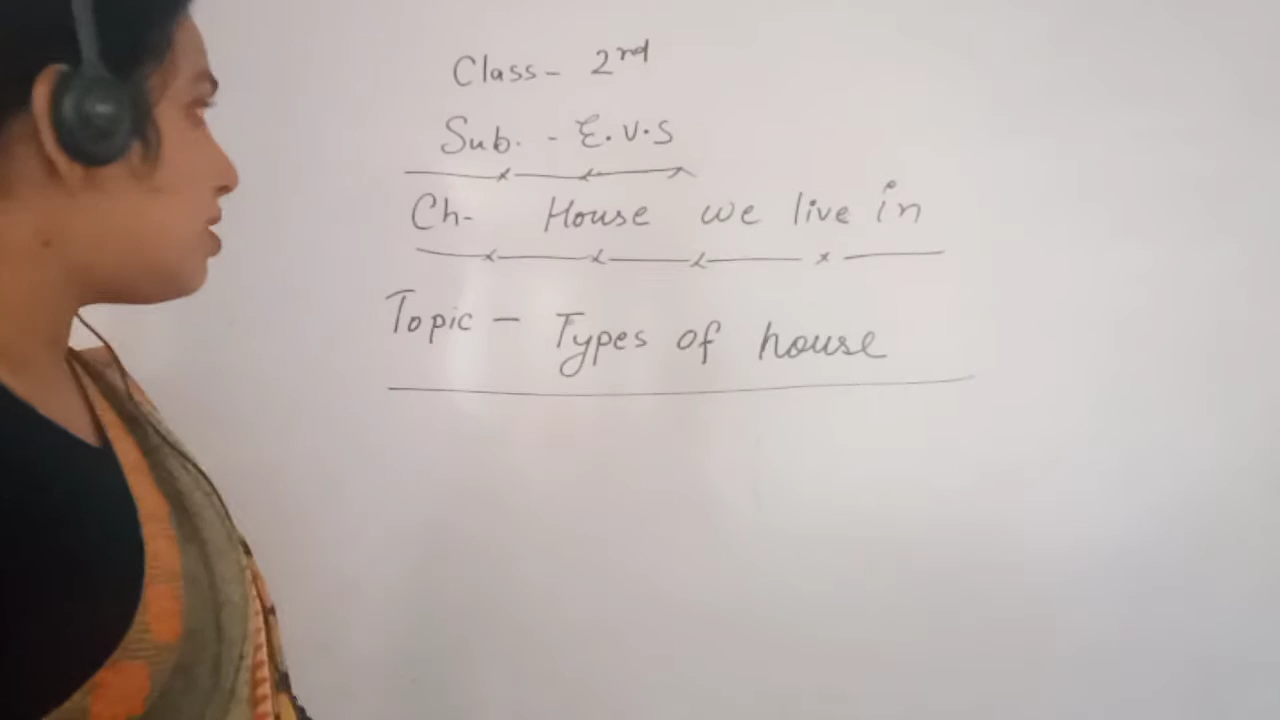 Class - 2nd
Sub. - E.V.S
Ch- House we live in
Topic - Types of house